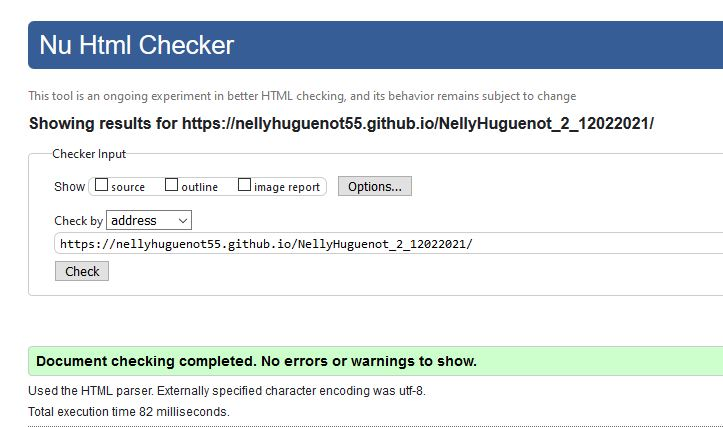 Nu Html Checker
This tool is an ongoing experiment in better HTML checking, and its behavior remains subject to change
Showing results for https://nellyhuguenot55.github.io/NellyHuguenot_2_12022021/
Checker Input
Show source outline image report Options...
Check by address
https://nellyhuguenot55.github.io/NellyHuguenot_2_12022021/
Check
Document checking completed. No errors or warnings to show.
Used the HTML parser. Externally specified character encoding was utf-8.
Total execution time 82 milliseconds.